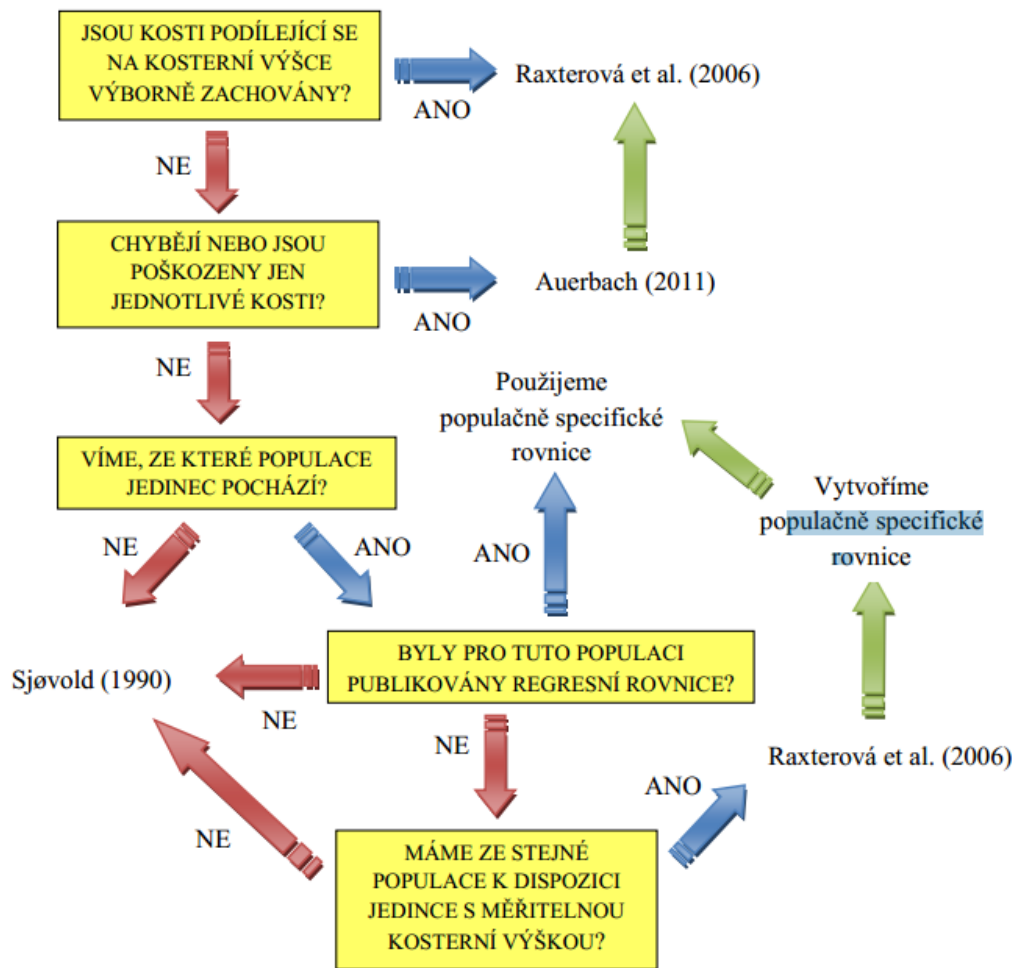 JSOU KOSTI PODÍLEJÍCÍ SE
NA KOSTERNÍ VÝŠCE
VÝBORNĚ ZACHOVÁNY?
ANO
Raxterová et al. (2006)
NE
CHYBĚJÍ NEBO JSOU
POŠKOZENY JEN
JEDNOTLIVÉ KOSTI?
ANO
Auerbach (2011)
NE
Použijeme
populačně specifické
rovnice
VÍME, ZE KTERÉ POPULACE
JEDINEC POCHÁZÍ?
Vytvoříme
populačně specifické
rovnice
NE
ANO
ANO
BYLY PRO TUTO POPULACI
PUBLIKOVÁNY REGRESNÍ ROVNICE?
Sjøvold (1990)
NE
NE
Raxterová et al. (2006)
ANO
NE
MÁME ZE STEJNÉ
POPULACE K DISPOZICI
JEDINCE S MĚŘITELNOU
KOSTERNÍ VÝŠKOU?